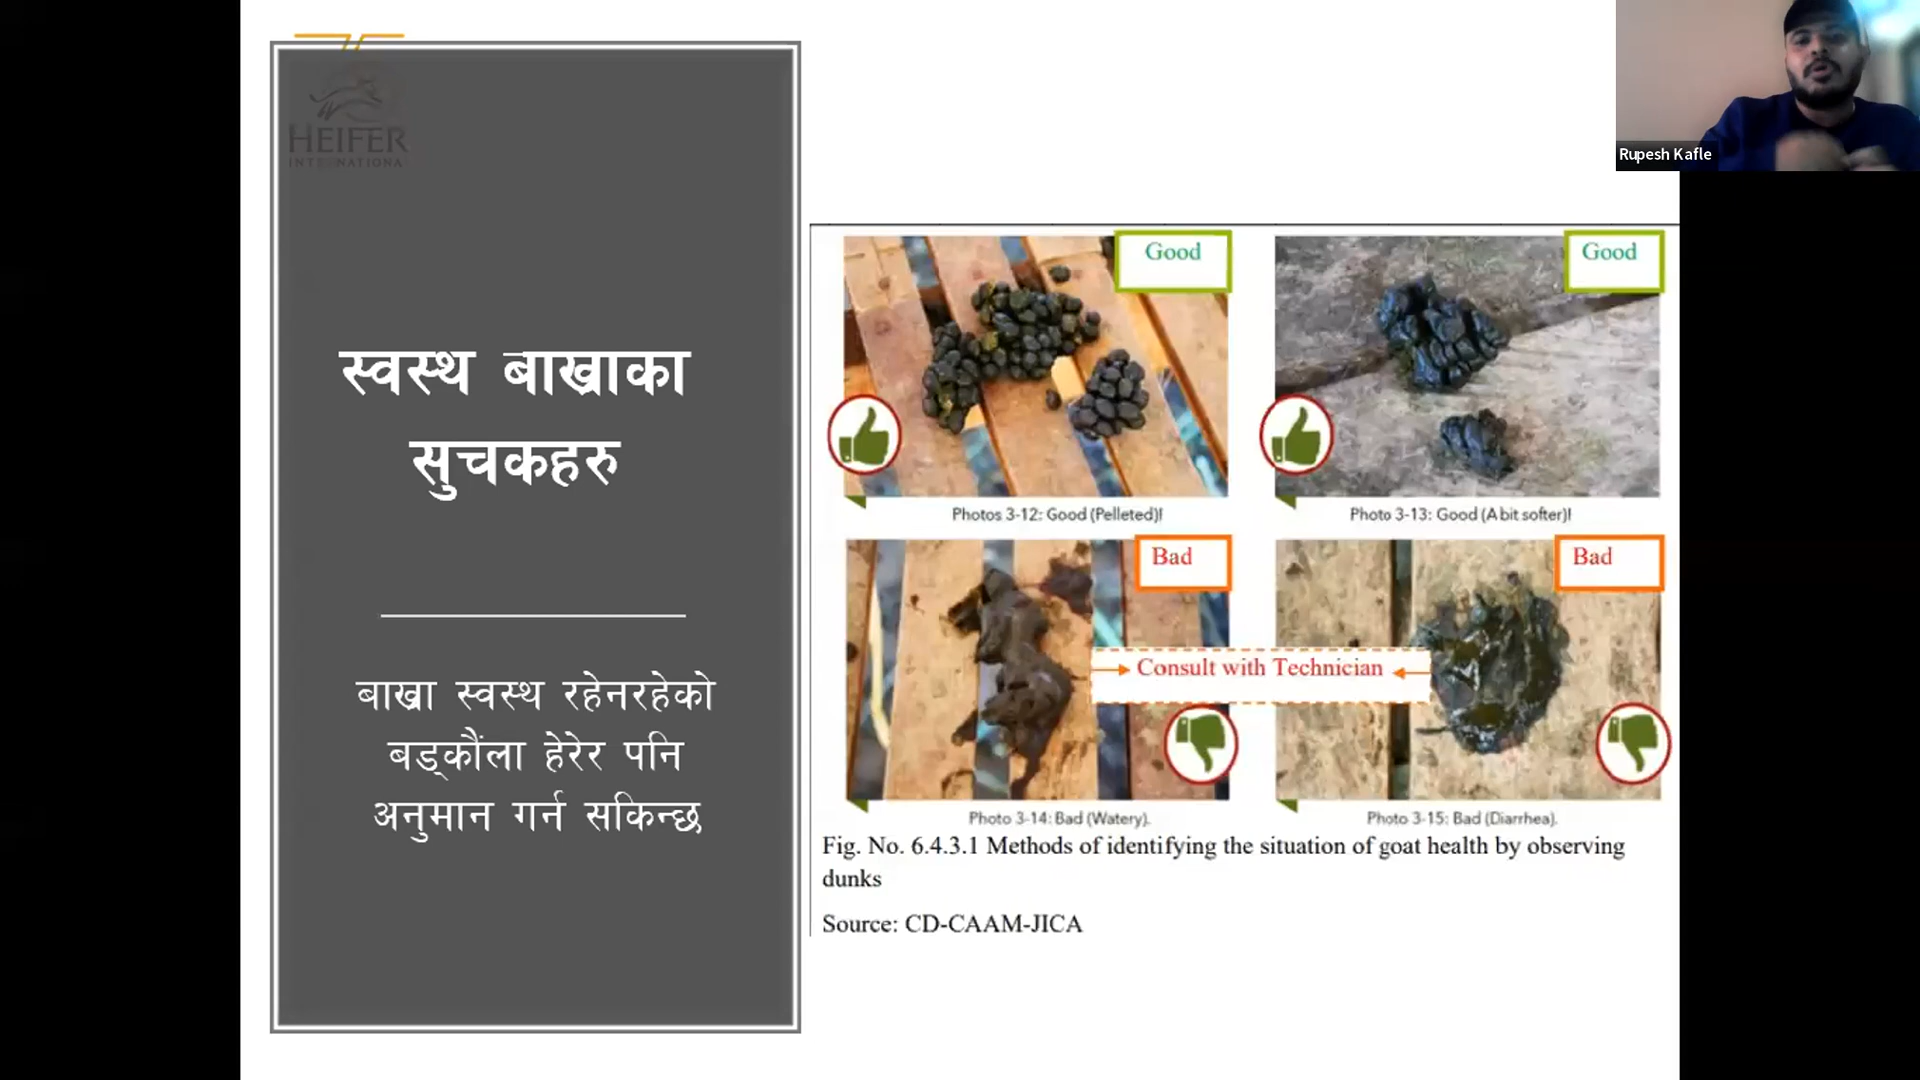 HEIFER
INTERNATIONA
स्वस्थ बाख्राका
सुचकहरु
बाख्रा स्वस्थ रहेनरहेको
बड्कौंला हेरेर पनि
अनुमान गर्न सकिन्छ
Rupesh Kafle
Good
Good
Photos 3-12: Good (Pelleted)!
Photo 3-13: Good (A bit softer)!
Bad
Bad
Consult with Technician
Photo 3-14: Bad (Watery).
Photo 3-15: Bad (Diarrhea).
Fig. No. 6.4.3.1 Methods of identifying the situation of goat health by observing
dunks
Source: CD-CAAM-JICA